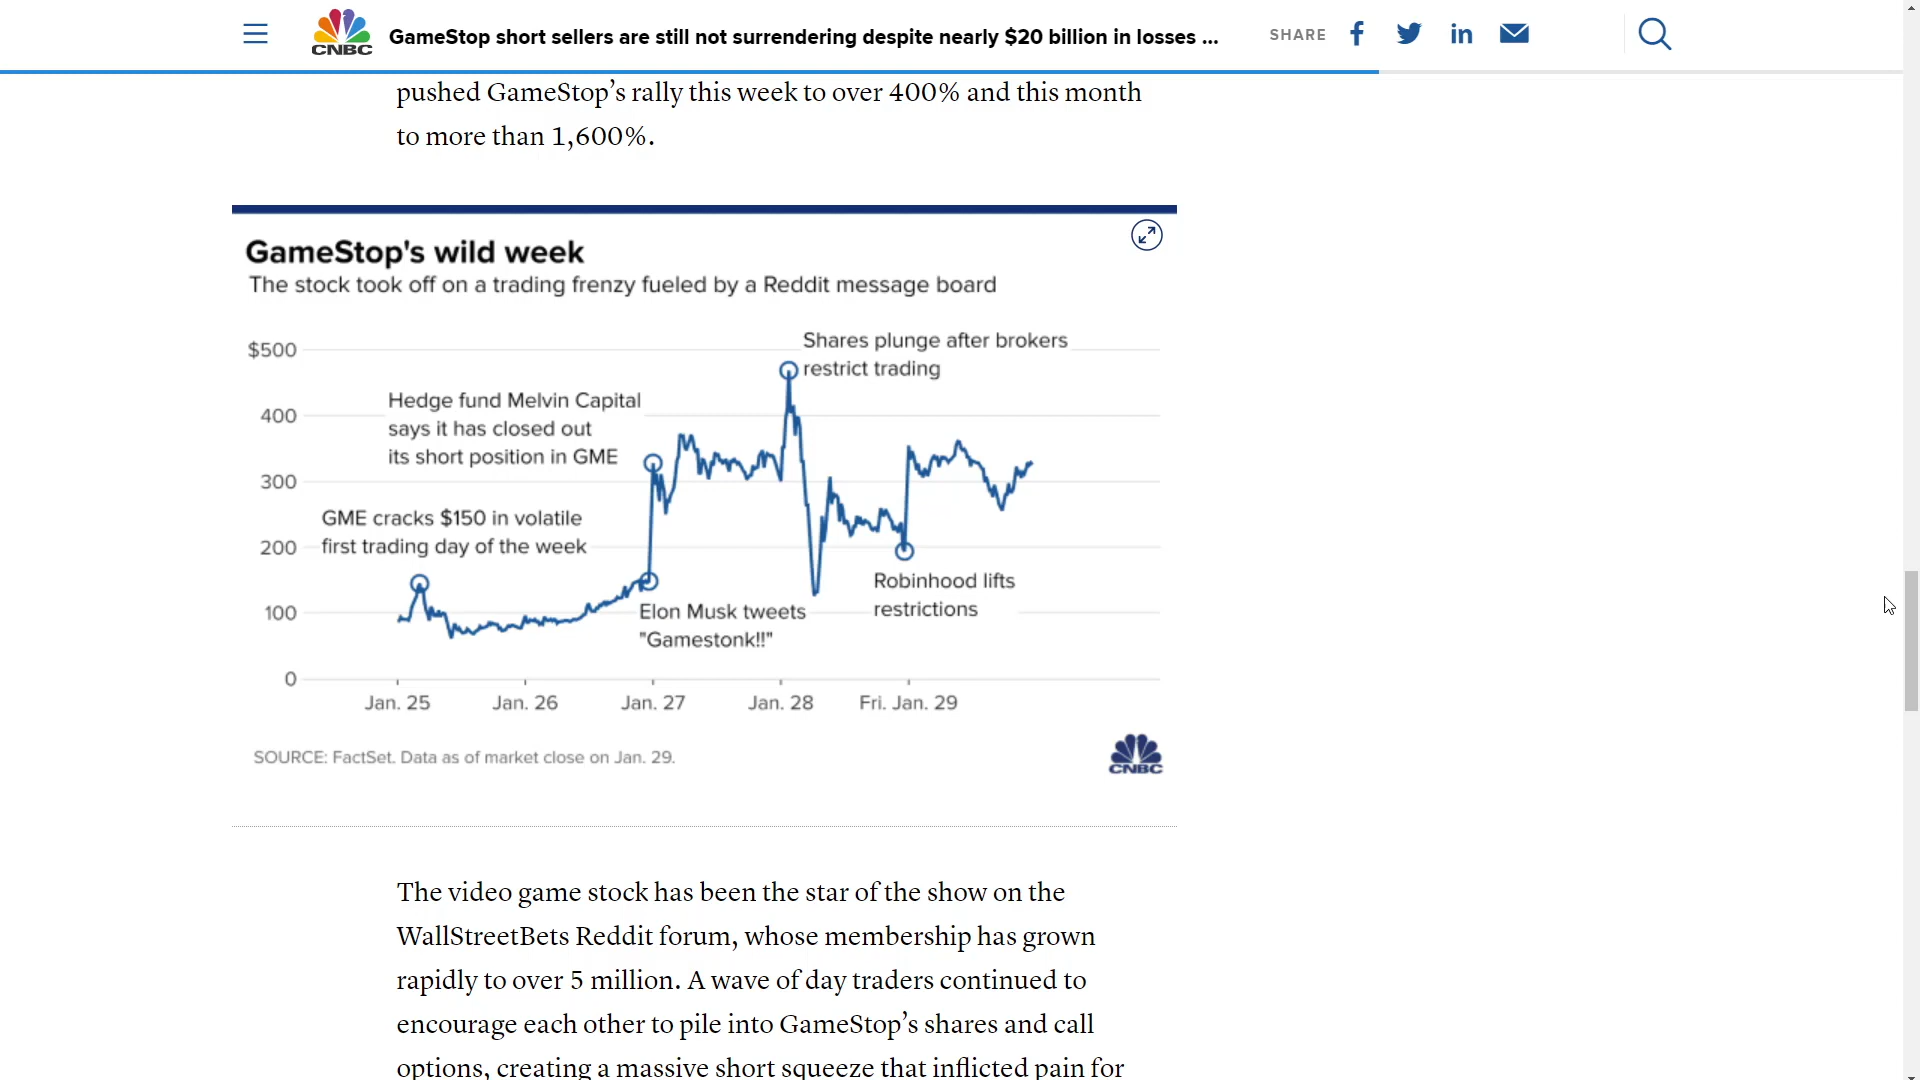 CNBC
GameStop short sellers are still not surrendering despite nearly $20 billion in losses ...
SHARE
pushed GameStop’s rally this week to over 400% and this month
to more than 1,600%.
GameStop's wild week
The stock took off on a trading frenzy fueled by a Reddit message board
Shares plunge after brokers
restrict trading
$500
Hedge fund Melvin Capital
says it has closed out
its short position in GME
400
300
GME cracks $150 in volatile
first trading day of the week
200
Robinhood lifts
restrictions
100
Elon Musk tweets
"Gamestonk!!"
0
Jan. 25
Jan. 26
Jan. 27
Jan. 28
Fri. Jan. 29
SOURCE: FactSet. Data as of market close on Jan. 29.
CNBC
The video game stock has been the star of the show on the
WallStreetBets Reddit forum, whose membership has grown
rapidly to over 5 million. A wave of day traders continued to
encourage each other to pile into GameStop’s shares and call
options, creating a massive short squeeze that inflicted pain for